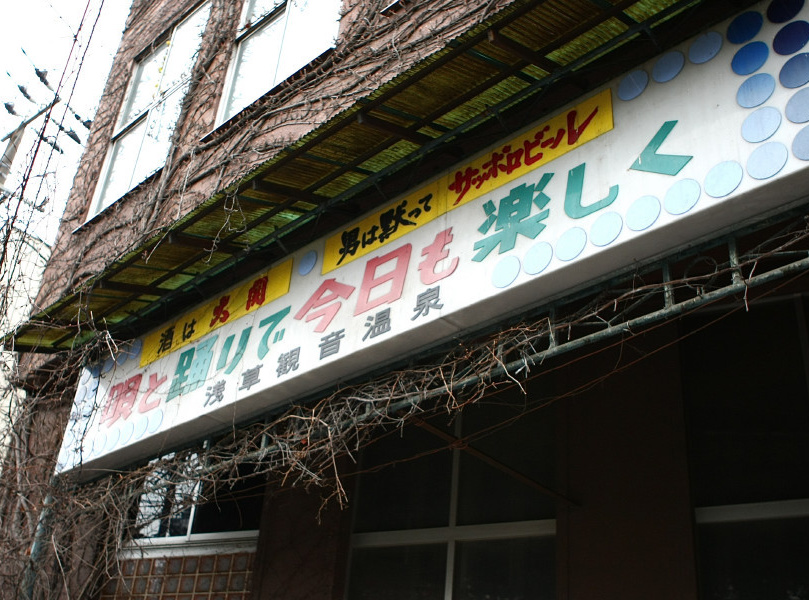 酒は 大関
男は黙って サッポロビール
唄と踊りで今日も楽しく
浅草観音温泉